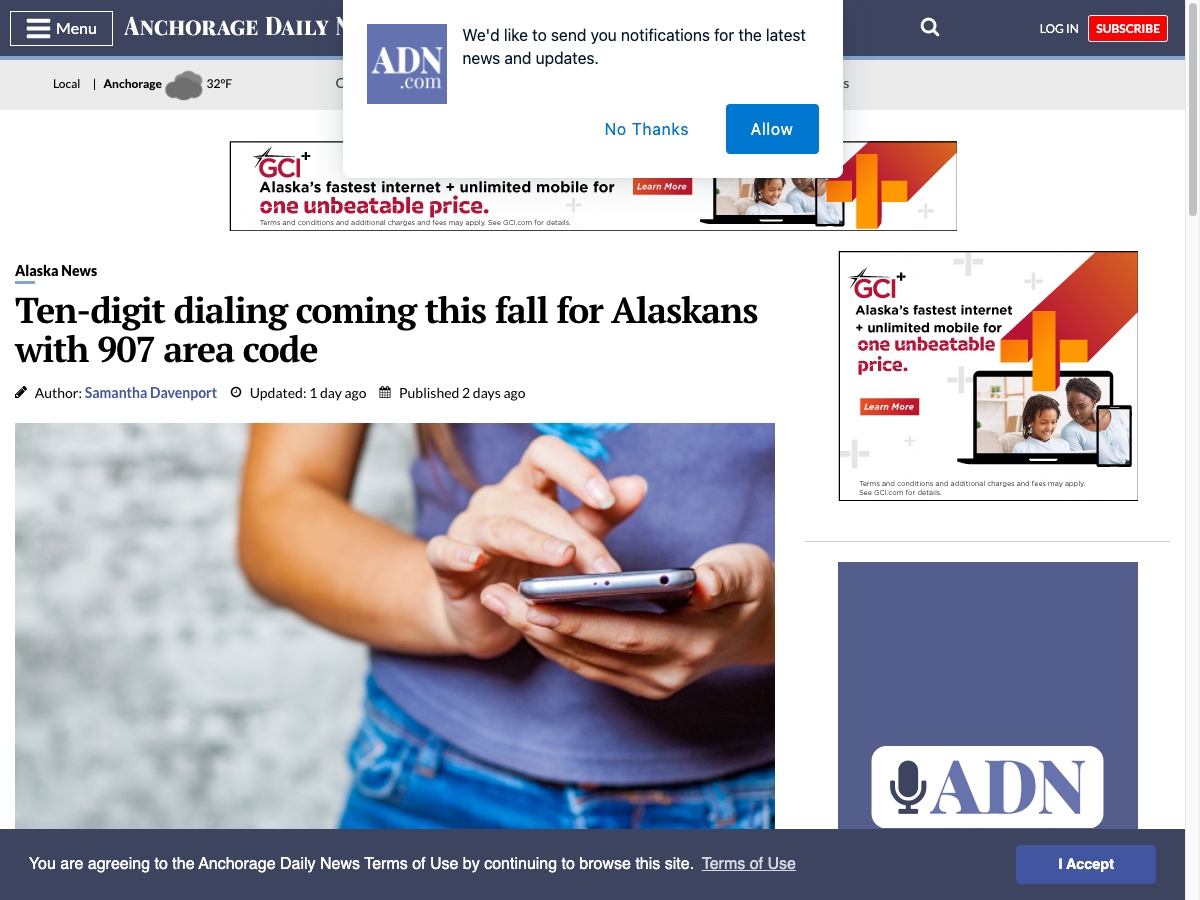 Menu
ANCHORAGE DAILY
We'd like to send you notifications for the latest
news and updates.
ADN
.com
No Thanks
Allow
LOG IN
SUBSCRIBE
Local | Anchorage 32ºF
GCI+
Alaska's fastest internet + unlimited mobile for
one unbeatable price.
Terms and conditions and additional charges and fees may apply. See GCI.com for details.
Learn More
Alaska News
Ten-digit dialing coming this fall for Alaskans
with 907 area code
Author: Samantha Davenport Updated: 1 day ago Published 2 days ago
GCI+
Alaska's fastest internet
+ unlimited mobile for
one unbeatable
price.
Learn More
Terms and conditions and additional charges and fees may apply.
See GCI.com for details.
ADN
You are agreeing to the Anchorage Daily News Terms of Use by continuing to browse this site. Terms of Use
I Accept